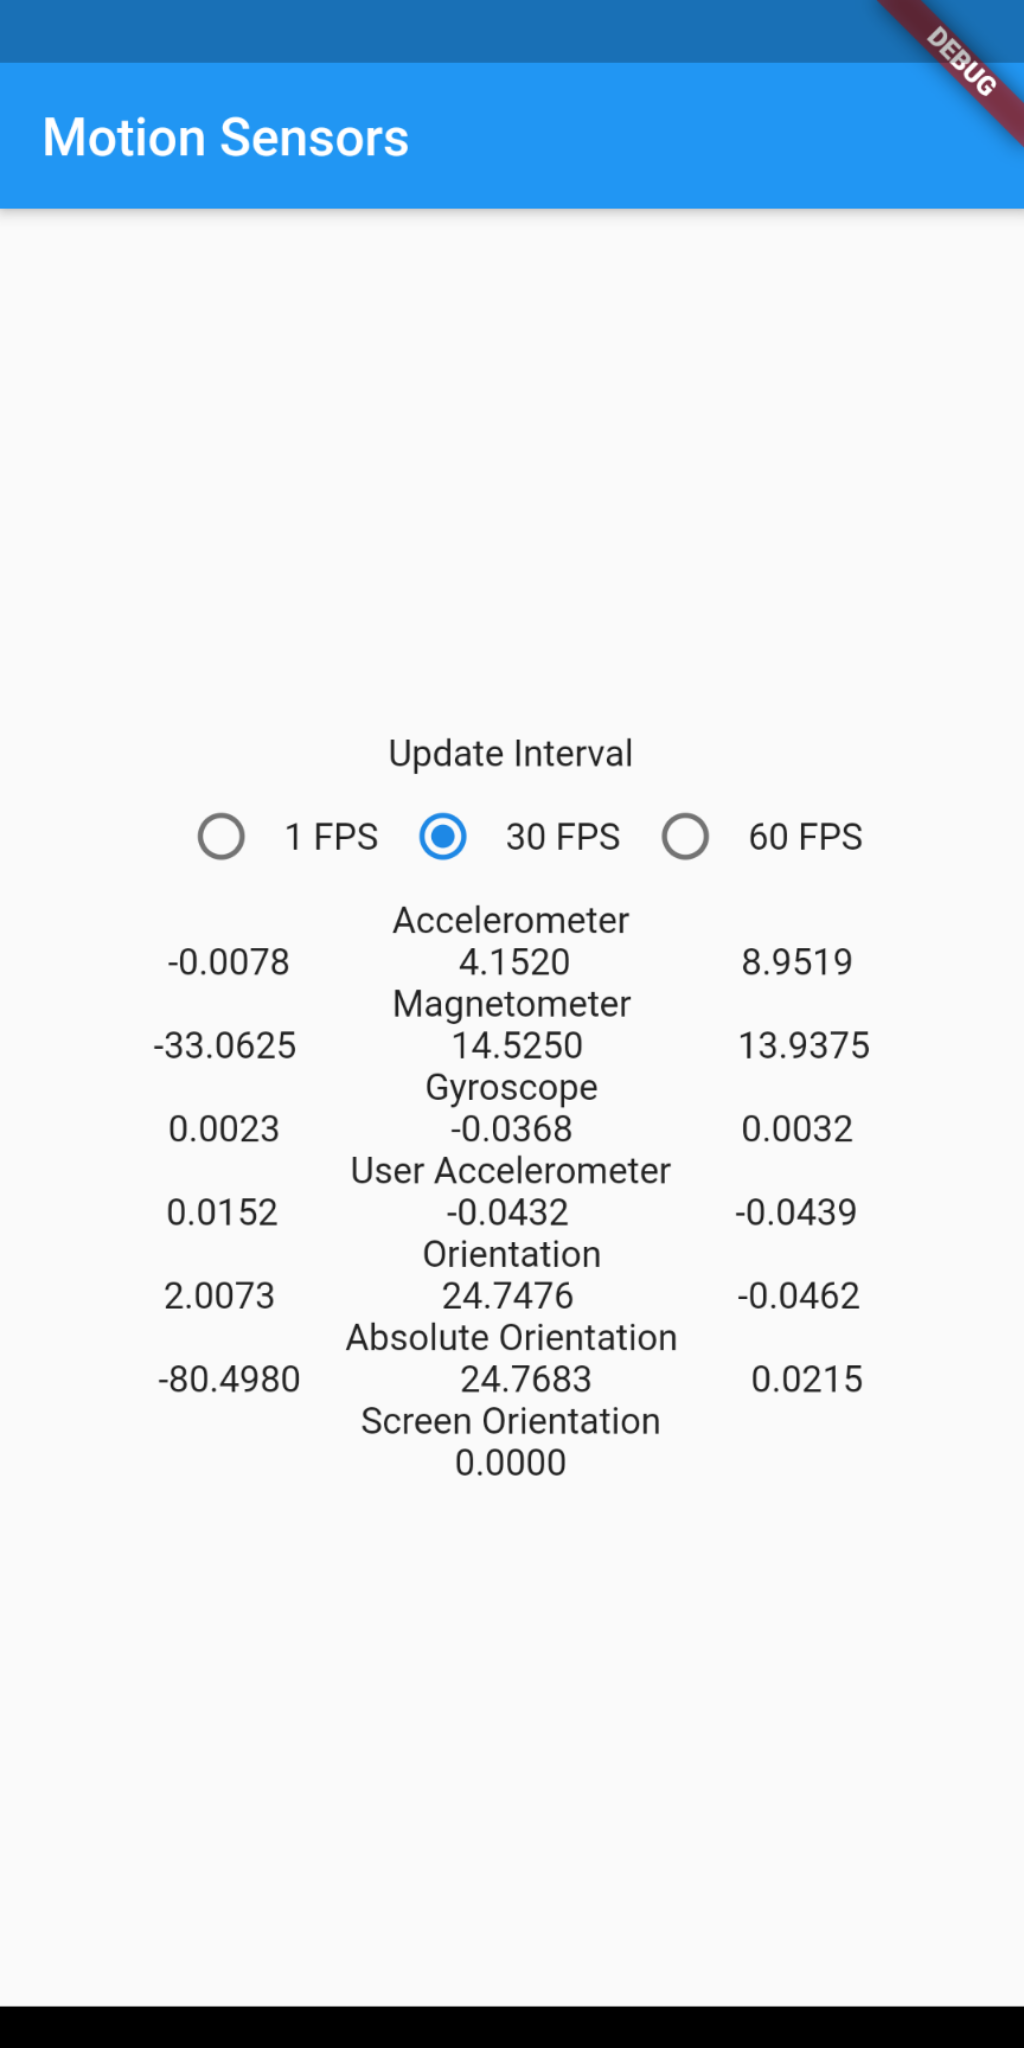 DEBUG
Motion Sensors
Update Interval
1 FPS 30 FPS 60 FPS
Accelerometer
-0.0078 4.1520 8.9519
Magnetometer
-33.0625 14.5250 13.9375
Gyroscope
0.0023 -0.0368 0.0032
User Accelerometer
0.0152 -0.0432 -0.0439
Orientation
2.0073 24.7476 -0.0462
Absolute Orientation
-80.4980 24.7683 0.0215
Screen Orientation
0.0000